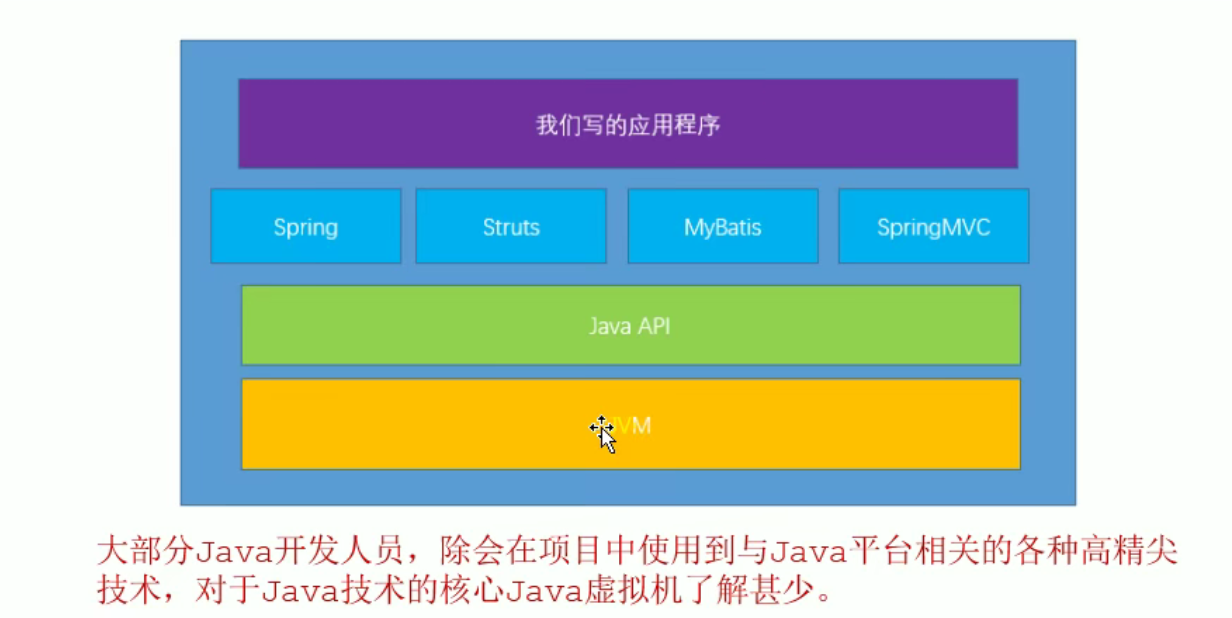 我们写的应用程序
Spring Struts MyBatis SpringMVC
Java API
JVM
大部分Java开发人员，除会在项目中使用到与Java平台相关的各种高精尖
技术，对于Java技术的核心Java虚拟机了解甚少。